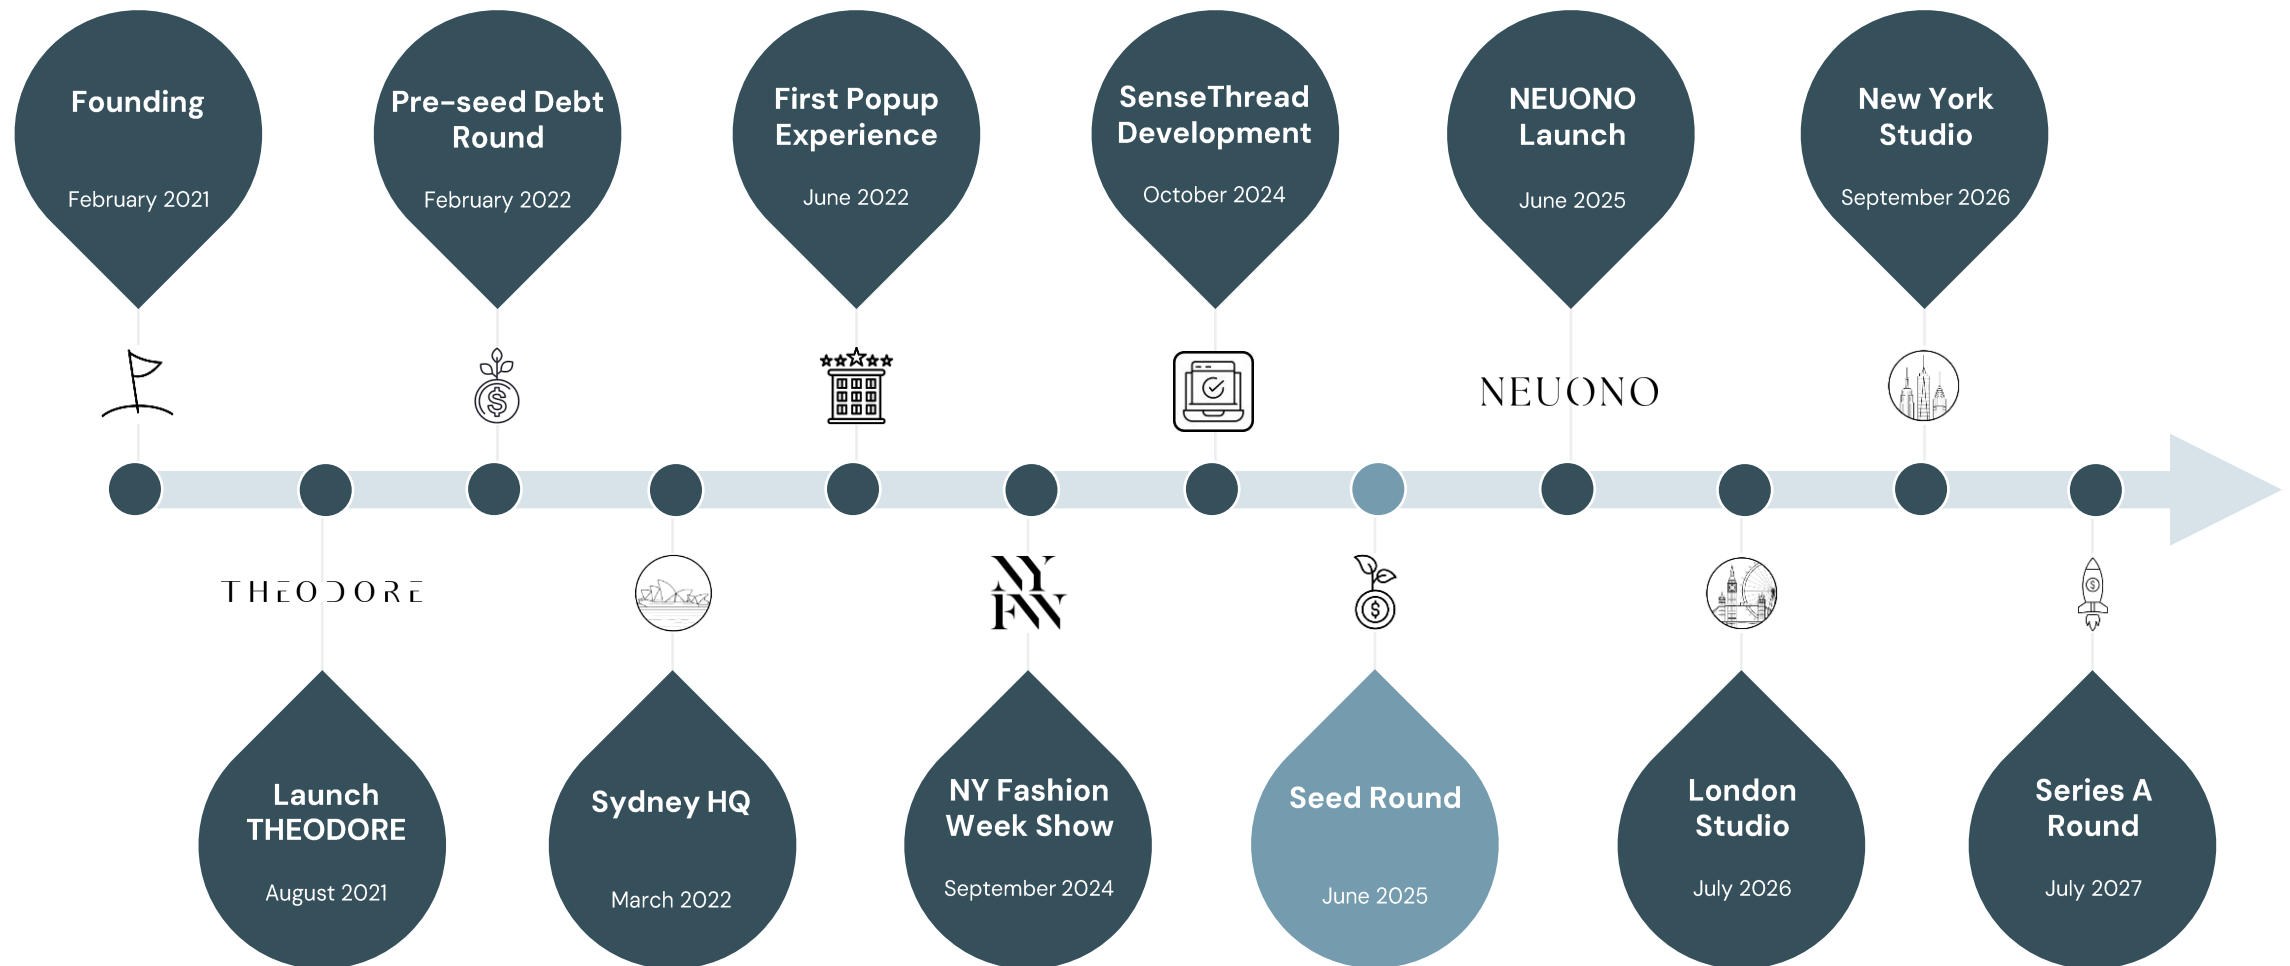 Founding
February 2021
Pre-seed Debt
Round
February 2022
First Popup
Experience
June 2022
SenseThread
Development
October 2024
NEUONO
Launch
June 2025
New York
Studio
September 2026
$
NEUONO
THEODORE
NY
FW
$
$
Launch
THEODORE
August 2021
Sydney HQ
March 2022
NY Fashion
Week Show
September 2024
Seed Round
June 2025
London
Studio
July 2026
Series A
Round
July 2027